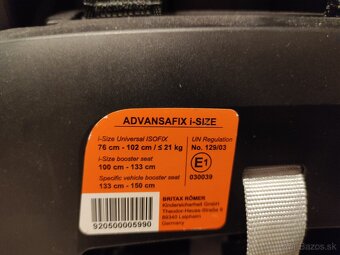 ADVANSAFIX i-SIZE
i-Size Universal ISOFIX
76 cm - 102 cm / ≤ 21 kg
i-Size booster seat
100 cm - 133 cm
Specific vehicle booster seat
133 cm - 150 cm
UN Regulation
No. 129/03
E1
030039
BRITAX RÖMER
Kindersicherheit GmbH
Theodor-Heuss-Straße 9
89340 Leipheim
Germany
920500005990
Bazos.sk